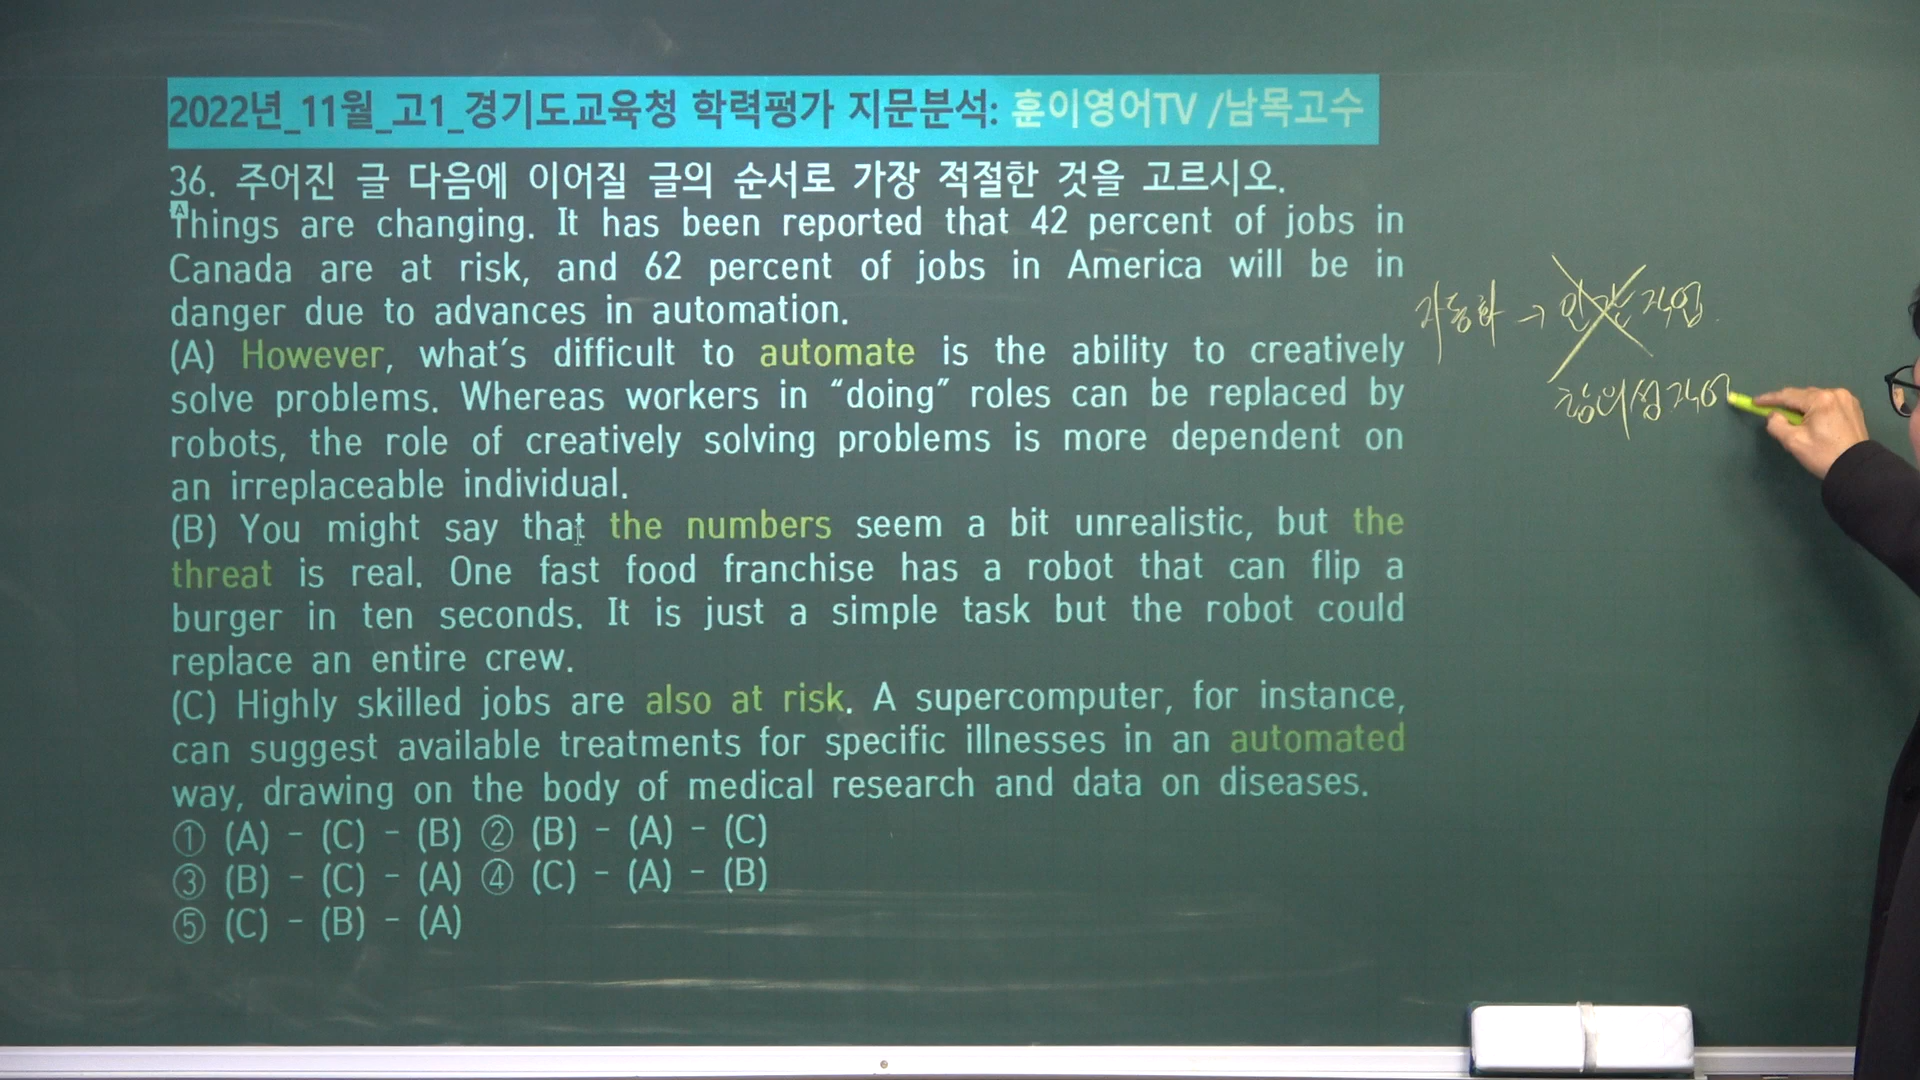 2022년_11월_고1_경기도교육청 학력평가 지문분석: 훈이영어TV /남목고수
36. 주어진 글 다음에 이어질 글의 순서로 가장 적절한 것을 고르시오.
Things are changing. It has been reported that 42 percent of jobs in
Canada are at risk, and 62 percent of jobs in America will be in
danger due to advances in automation.
(A) However, what's difficult to automate is the ability to creatively
solve problems. Whereas workers in “doing” roles can be replaced by
robots, the role of creatively solving problems is more dependent on
an irreplaceable individual.
(B) You might say that the numbers seem a bit unrealistic, but the
threat is real. One fast food franchise has a robot that can flip a
burger in ten seconds. It is just a simple task but the robot could
replace an entire crew.
(C) Highly skilled jobs are also at risk. A supercomputer, for instance,
can suggest available treatments for specific illnesses in an automated
way, drawing on the body of medical research and data on diseases.
① (A) - (C) - (B) ② (B) - (A) - (C)
③ (B) - (C) - (A) ④ (C) - (A) - (B)
⑤ (C) - (B) - (A)
자동화 → 인간 직업
창의성